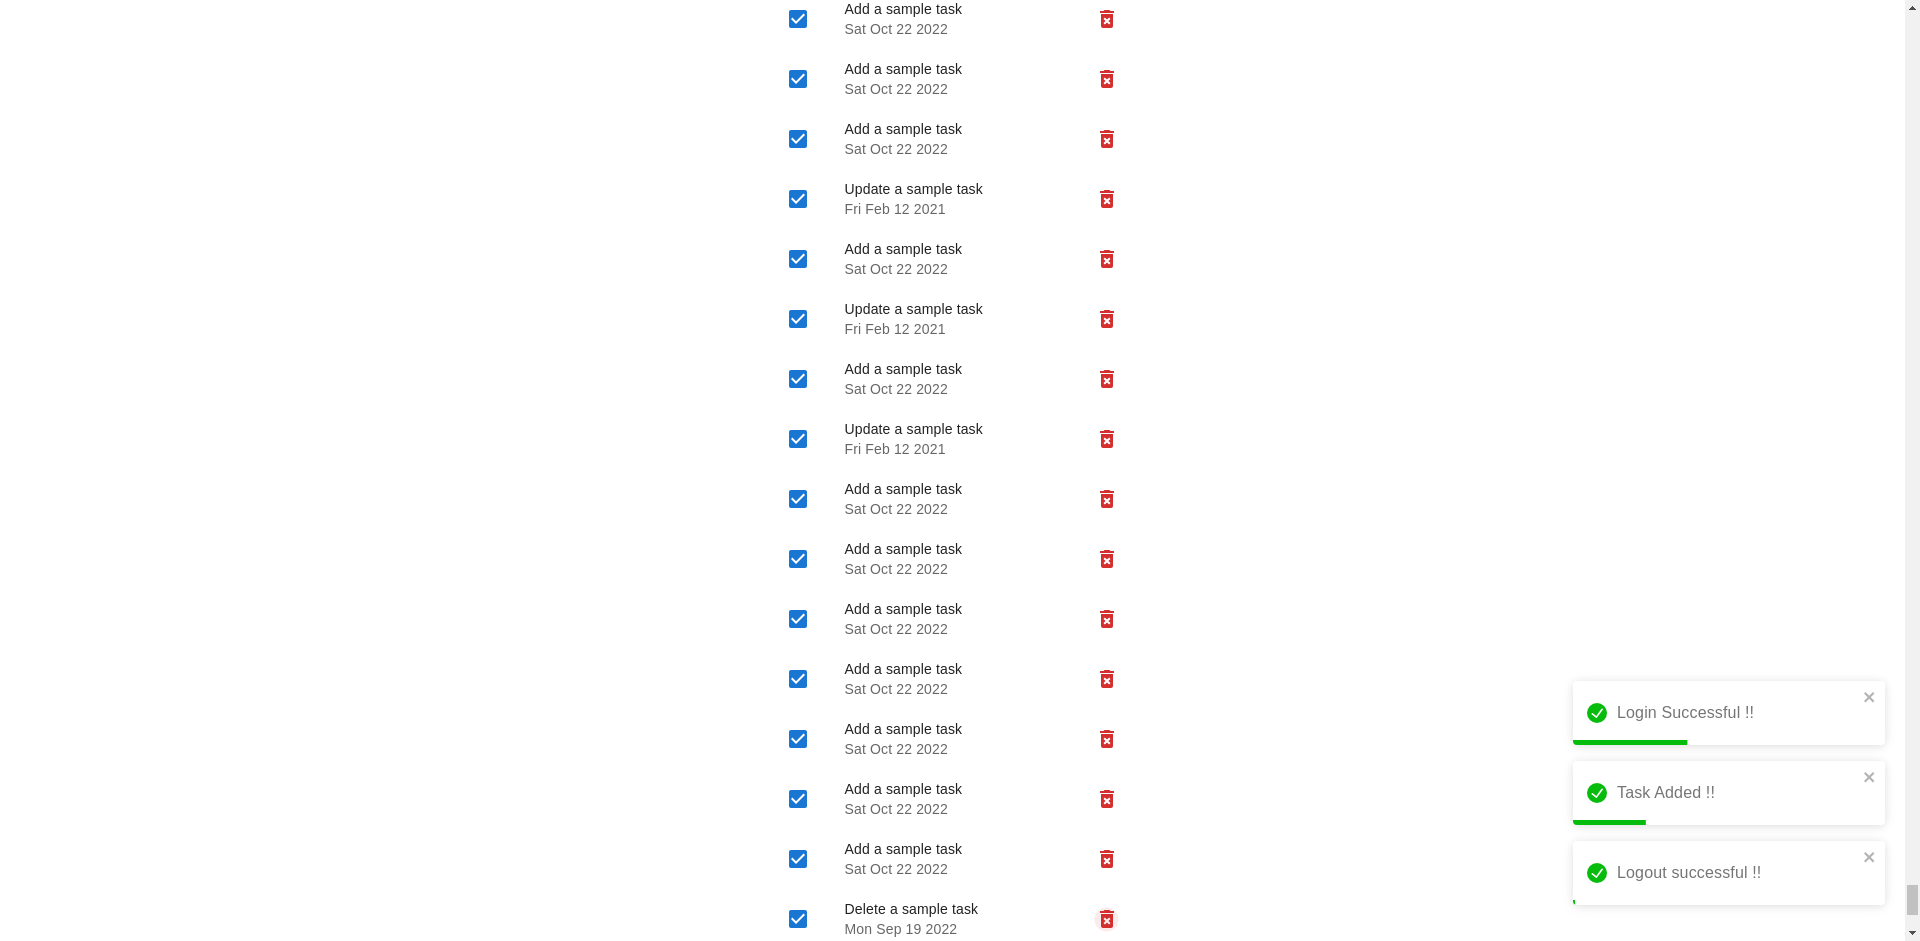 Add a sample task
Sat Oct 22 2022
Add a sample task
Sat Oct 22 2022
Add a sample task
Sat Oct 22 2022
Update a sample task
Fri Feb 12 2021
Add a sample task
Sat Oct 22 2022
Update a sample task
Fri Feb 12 2021
Add a sample task
Sat Oct 22 2022
Update a sample task
Fri Feb 12 2021
Add a sample task
Sat Oct 22 2022
Add a sample task
Sat Oct 22 2022
Add a sample task
Sat Oct 22 2022
Add a sample task
Sat Oct 22 2022
Add a sample task
Sat Oct 22 2022
Add a sample task
Sat Oct 22 2022
Add a sample task
Sat Oct 22 2022
Delete a sample task
Mon Sep 19 2022
Login Successful !!
Task Added !!
Logout successful !!